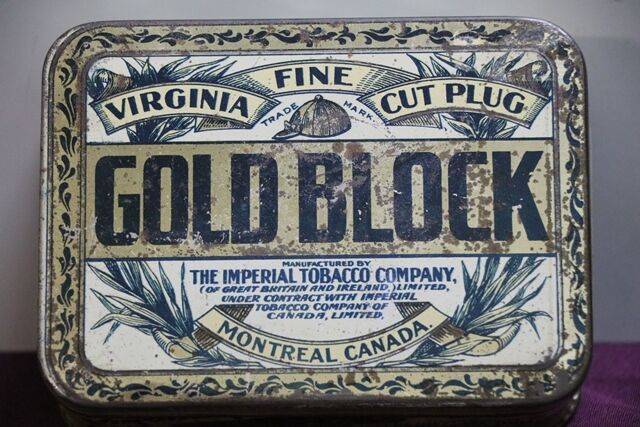 FINE
VIRGINIA CUT PLUG
TRADE MARK
GOLD BLOCK
MANUFACTURED BY
THE IMPERIAL TOBACCO COMPANY,
(OF GREAT BRITAIN AND IRELAND), LIMITED,
UNDER CONTRACT WITH IMPERIAL
TOBACCO COMPANY OF
CANADA, LIMITED,
MONTREAL CANADA.